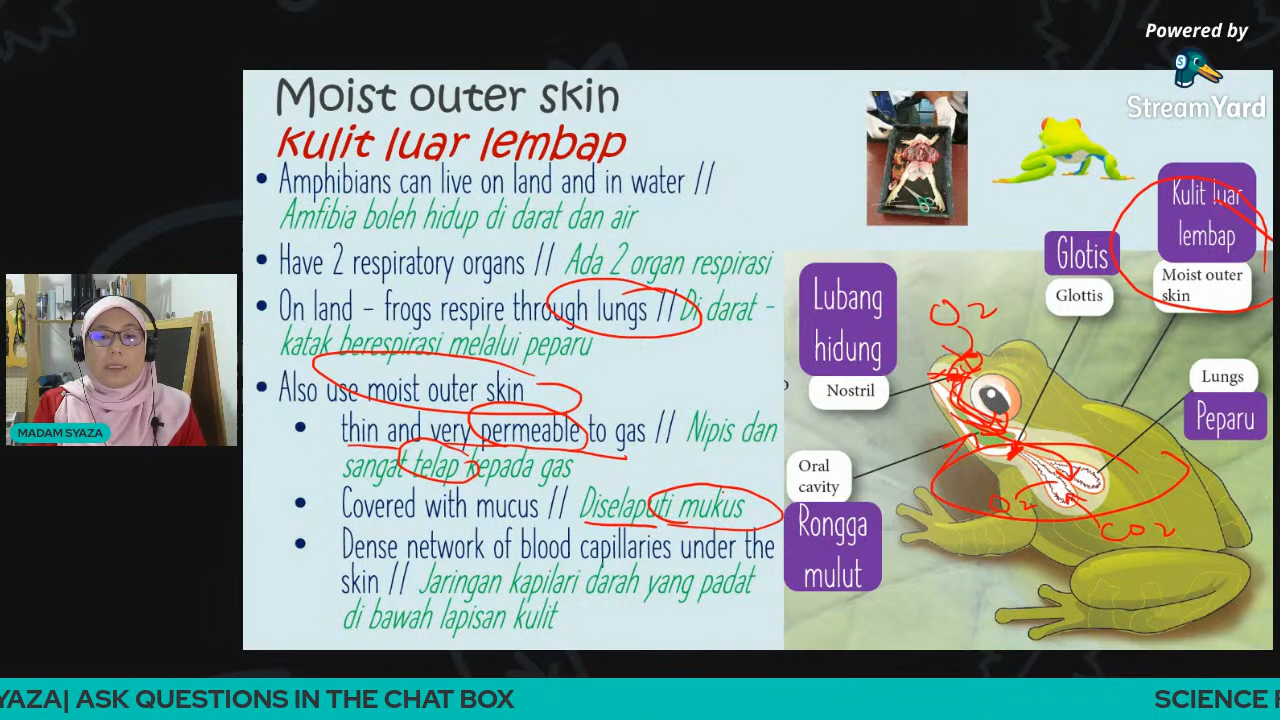 Powered by
StreamYard
Moist outer skin
Kulit luar lembap
• Amphibians can live on land and in water //
Amfibia boleh hidup di darat dan air
• Have 2 respiratory organs // Ada 2 organ respirasi
• On land – frogs respire through lungs // Di darat –
katak berespirasi melalui peparu
• Also use moist outer skin
• thin and very permeable to gas // Nipis dan
sangat telap kepada gas
• Covered with mucus // Diselaputi mukus
• Dense network of blood capillaries under the
skin // Jaringan kapilari darah yang padat
di bawah lapisan kulit
Kulit luar
lembap
Moist outer
skin
Glotis
Glottis
Lubang
hidung
Nostril
O2
Lungs
Peparu
Oral
cavity
Rongga
mulut
O2
CO2
MADAM SYAZA
YAZA| ASK QUESTIONS IN THE CHAT BOX
SCIENCE F